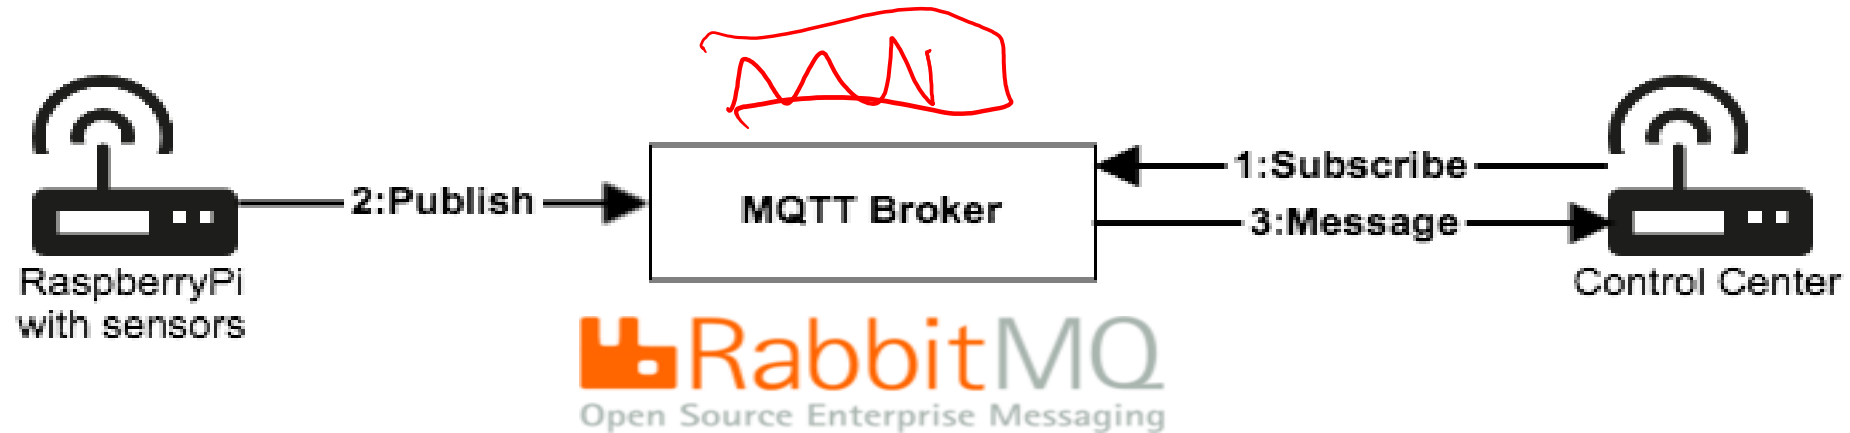 2:Publish
MQTT Broker
1:Subscribe
3:Message
RaspberryPi
with sensors
Control Center
RabbitMQ
Open Source Enterprise Messaging